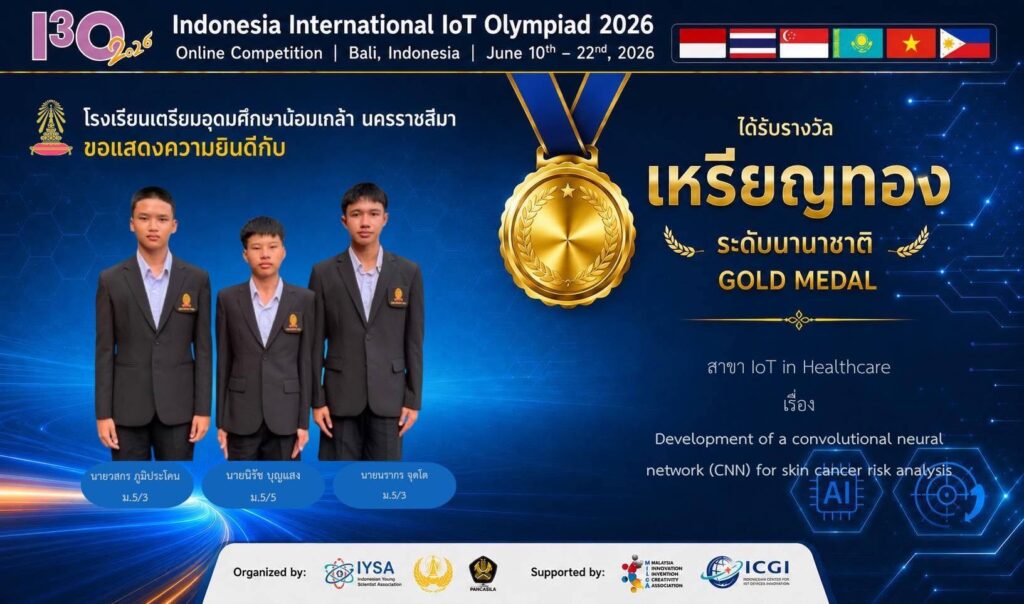 I3O 2026
Indonesia International IoT Olympiad 2026
Online Competition | Bali, Indonesia | June 10th – 22nd, 2026
โรงเรียนเตรียมอุดมศึกษาน้อมเกล้า นครราชสีมา
ขอแสดงความยินดีกับ
ได้รับรางวัล
เหรียญทอง
ระดับนานาชาติ
GOLD MEDAL
สาขา IoT in Healthcare
เรื่อง
Development of a convolutional neural
network (CNN) for skin cancer risk analysis
AI
นายวสกร ภูมิประโคน
ม.5/3
นายนิรัช บุญแสง
ม.5/5
นายนรากร จุดโต
ม.5/3
Organized by:
IYSA
Indonesian Young
Scientist Association
PANCASILA
Supported by:
MIICA
MALAYSIA
INNOVATION
INVENTION
CREATIVITY
ASSOCIATION
ICGI
INDONESIAN CENTER FOR